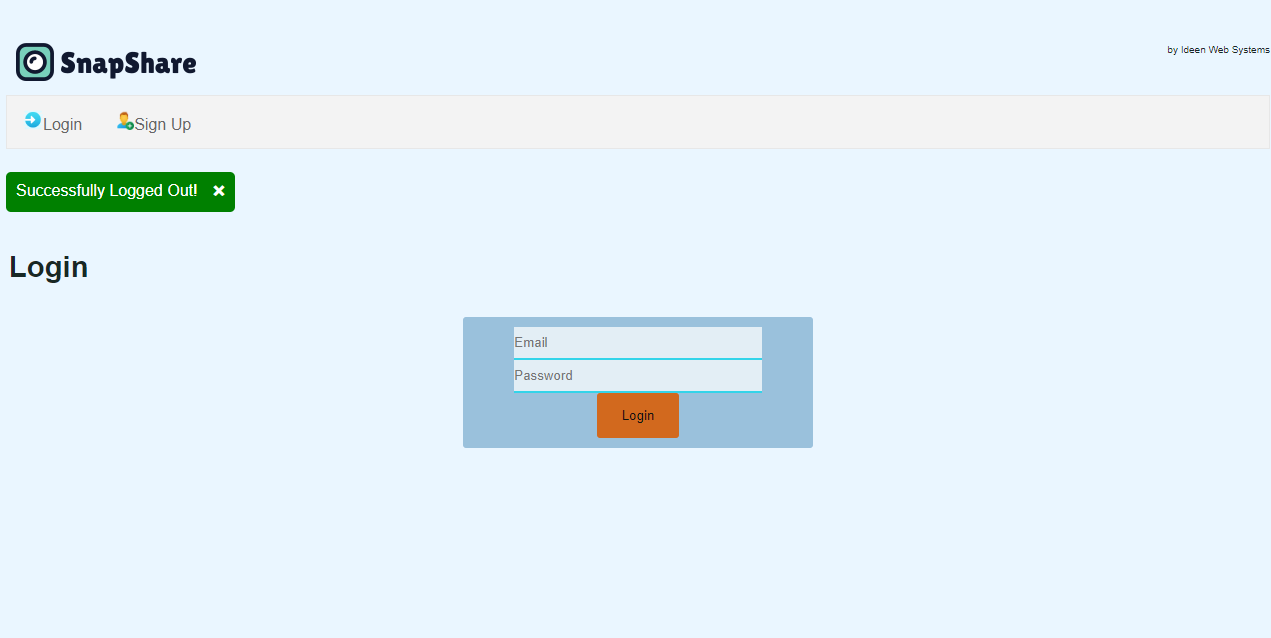 SnapShare
by Ideen Web Systems
Login Sign Up
Successfully Logged Out! ✖
Login
Email
Password
Login